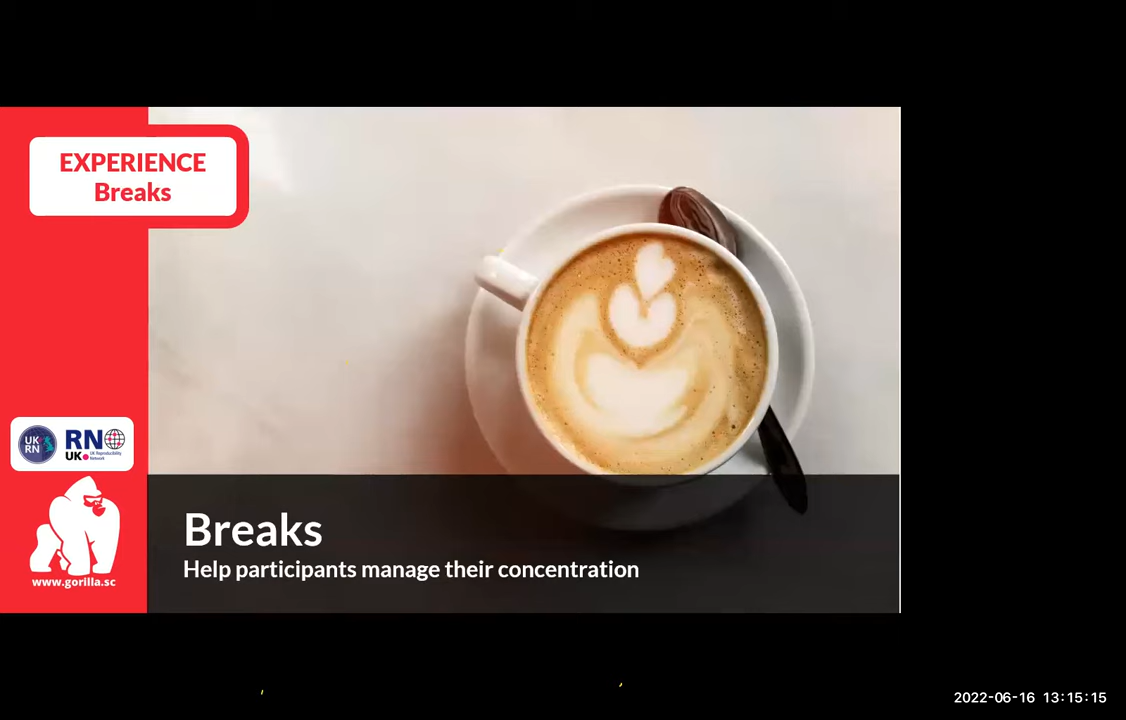 EXPERIENCE
Breaks
UK
RN
RN
UK
UK Reproducibility
Network
www.gorilla.sc
Breaks
Help participants manage their concentration
2022-06-16 13:15:15